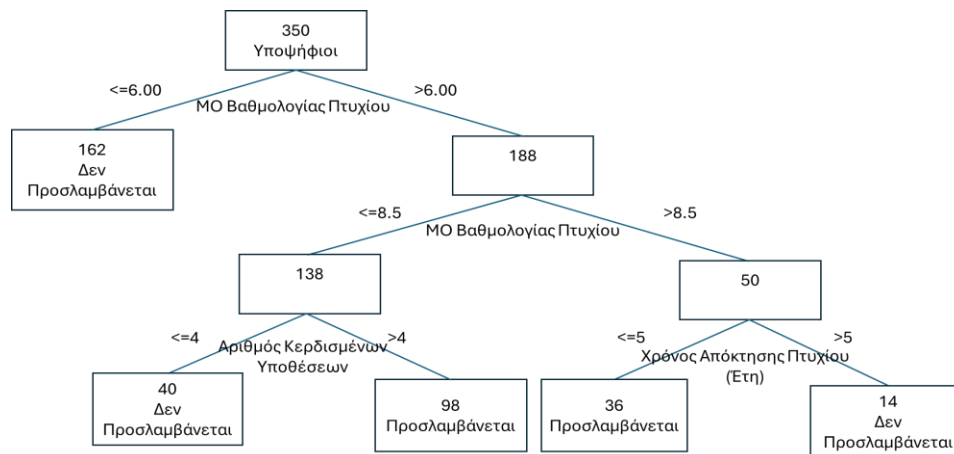 350
Υποψήφιοι
<=6.00
>6.00
ΜΟ Βαθμολογίας Πτυχίου
162
Δεν
Προσλαμβάνεται
188
<=8.5
>8.5
ΜΟ Βαθμολογίας Πτυχίου
138
50
<=4
>4
Αριθμός Κερδισμένων
Υποθέσεων
<=5
>5
Χρόνος Απόκτησης Πτυχίου
(Έτη)
40
Δεν
Προσλαμβάνεται
98
Προσλαμβάνεται
36
Προσλαμβάνεται
14
Δεν
Προσλαμβάνεται